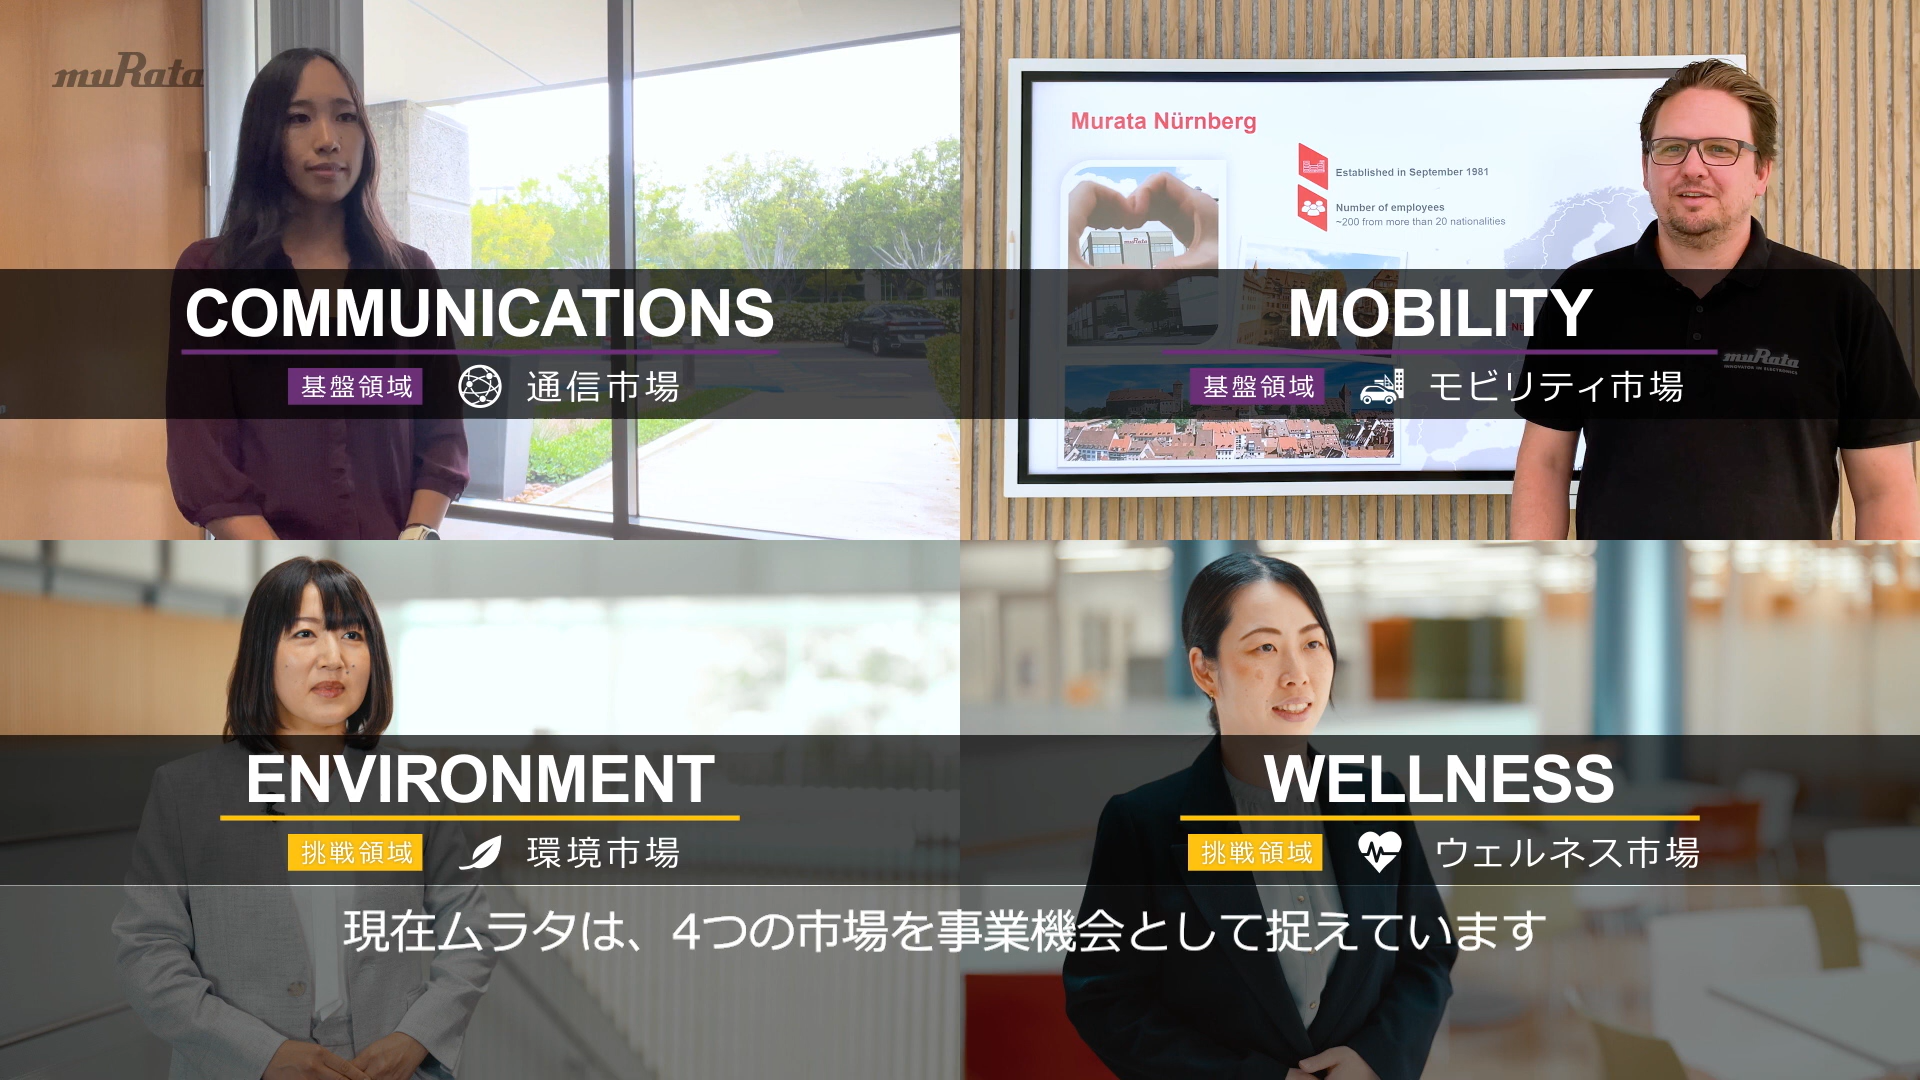 muRata
Murata Nürnberg
Established in September 1981
Number of employees
~200 from more than 20 nationalities
muRata
COMMUNICATIONS
基盤領域 通信市場
MOBILITY
基盤領域 モビリティ市場
muRata
INNOVATOR IN ELECTRONICS
ENVIRONMENT
挑戦領域 環境市場
WELLNESS
挑戦領域 ウェルネス市場
現在ムラタは、4つの市場を事業機会として捉えています